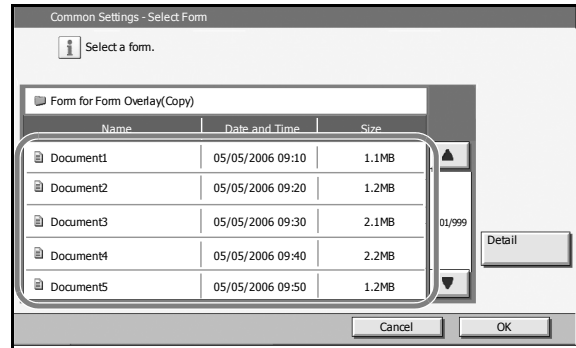 Common Settings - Select Form
Select a form.
Form for Form Overlay(Copy)
Name Date and Time Size
Document1 05/05/2006 09:10 1.1MB
Document2 05/05/2006 09:20 1.2MB
Document3 05/05/2006 09:30 2.1MB
01/999
Detail
Document4 05/05/2006 09:40 2.2MB
Document5 05/05/2006 09:50 1.2MB
Cancel OK